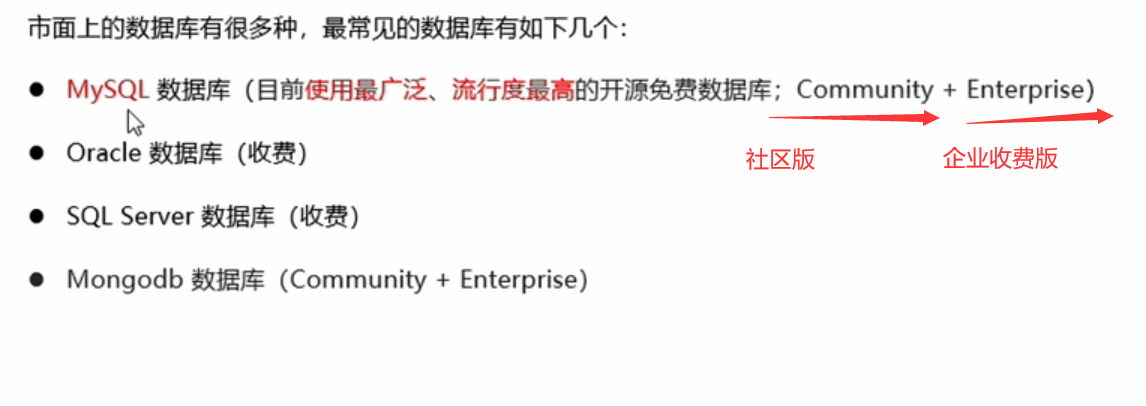 市面上的数据库有很多种，最常见的数据库有如下几个：
● MySQL 数据库（目前使用最广泛、流行度最高的开源免费数据库；Community + Enterprise）
社区版 企业收费版
● Oracle 数据库（收费）
● SQL Server 数据库（收费）
● Mongodb 数据库（Community + Enterprise）